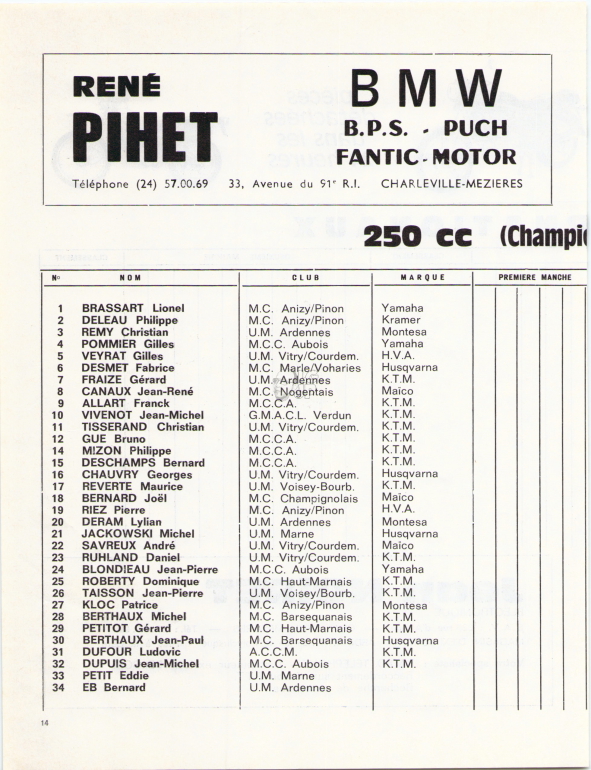 RENÉ
PIHET
BMW
B.P.S. - PUCH
FANTIC-MOTOR
Téléphone (24) 57.00.69 33, Avenue du 91e R.I. CHARLEVILLE-MEZIERES
250 cc (Champi
No NOM CLUB MARQUE PREMIERE MANCHE
1 BRASSART Lionel M.C. Anizy/Pinon Yamaha
2 DELEAU Philippe M.C. Anizy/Pinon Kramer
3 REMY Christian U.M. Ardennes Montesa
4 POMMIER Gilles M.C.C. Aubois Yamaha
5 VEYRAT Gilles U.M. Vitry/Courdem. H.V.A.
6 DESMET Fabrice M.C. Marle/Voharies Husqvarna
7 FRAIZE Gérard U.M. Ardennes K.T.M.
8 CANAUX Jean-René M.C. Nogentais Maïco
9 ALLART Franck M.C.C.A. K.T.M.
10 VIVENOT Jean-Michel G.M.A.C.L. Verdun K.T.M.
11 TISSERAND Christian U.M. Vitry/Courdem. K.T.M.
12 GUE Bruno M.C.C.A. K.T.M.
14 MIZON Philippe M.C.C.A. K.T.M.
15 DESCHAMPS Bernard M.C.C.A. K.T.M.
16 CHAUVRY Georges U.M. Vitry/Courdem. Husqvarna
17 REVERTE Maurice U.M. Voisey-Bourb. K.T.M.
18 BERNARD Joël M.C. Champignolais Maïco
19 RIEZ Pierre M.C. Anizy/Pinon H.V.A.
20 DERAM Lylian U.M. Ardennes Montesa
21 JACKOWSKI Michel U.M. Marne Husqvarna
22 SAVREUX André U.M. Vitry/Courdem. Maïco
23 RUHLAND Daniel U.M. Vitry/Courdem. K.T.M.
24 BLONDIEAU Jean-Pierre M.C.C. Aubois Yamaha
25 ROBERTY Dominique M.C. Haut-Marnais K.T.M.
26 TAISSON Jean-Pierre U.M. Voisey/Bourb. K.T.M.
27 KLOC Patrice M.C. Anizy/Pinon Montesa
28 BERTHAUX Michel M.C. Barsequanais K.T.M.
29 PETITOT Gérard M.C. Haut-Marnais K.T.M.
30 BERTHAUX Jean-Paul M.C. Barsequanais Husqvarna
31 DUFOUR Ludovic A.C.C.M. K.T.M.
32 DUPUIS Jean-Michel M.C.C. Aubois K.T.M.
33 PETIT Eddie U.M. Marne
34 EB Bernard U.M. Ardennes
14